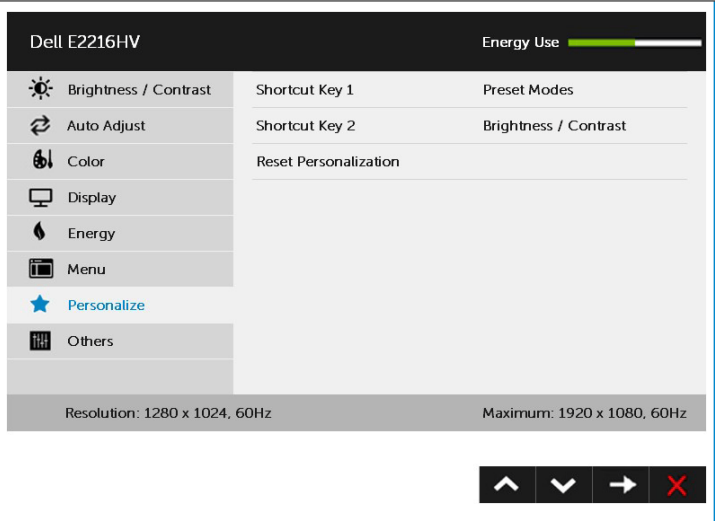 Dell E2216HV Energy Use
Brightness / Contrast Shortcut Key 1 Preset Modes
Auto Adjust Shortcut Key 2 Brightness / Contrast
Color Reset Personalization
Display
Energy
Menu
Personalize
Others
Resolution: 1280 x 1024, 60Hz Maximum: 1920 x 1080, 60Hz